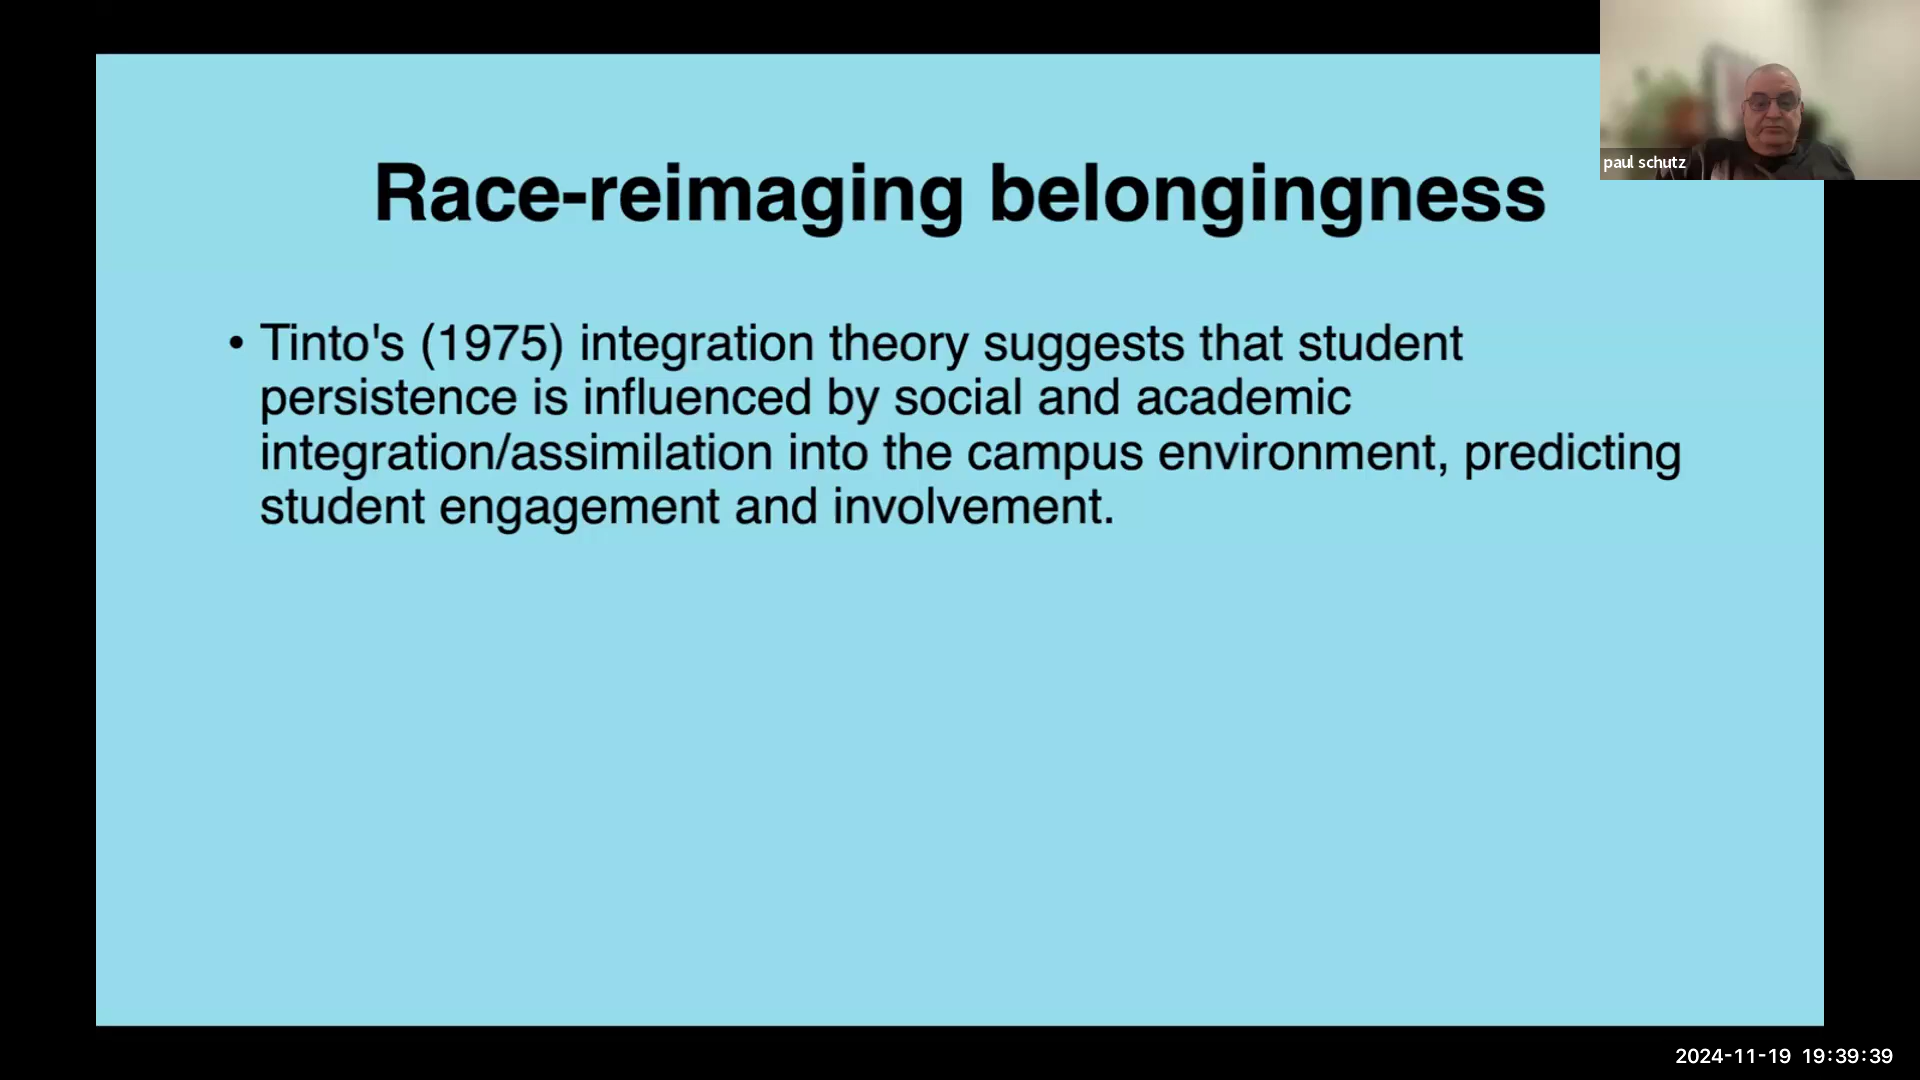 paul schutz
Race-reimaging belongingness
• Tinto's (1975) integration theory suggests that student
persistence is influenced by social and academic
integration/assimilation into the campus environment, predicting
student engagement and involvement.
2024-11-19 19:39:39